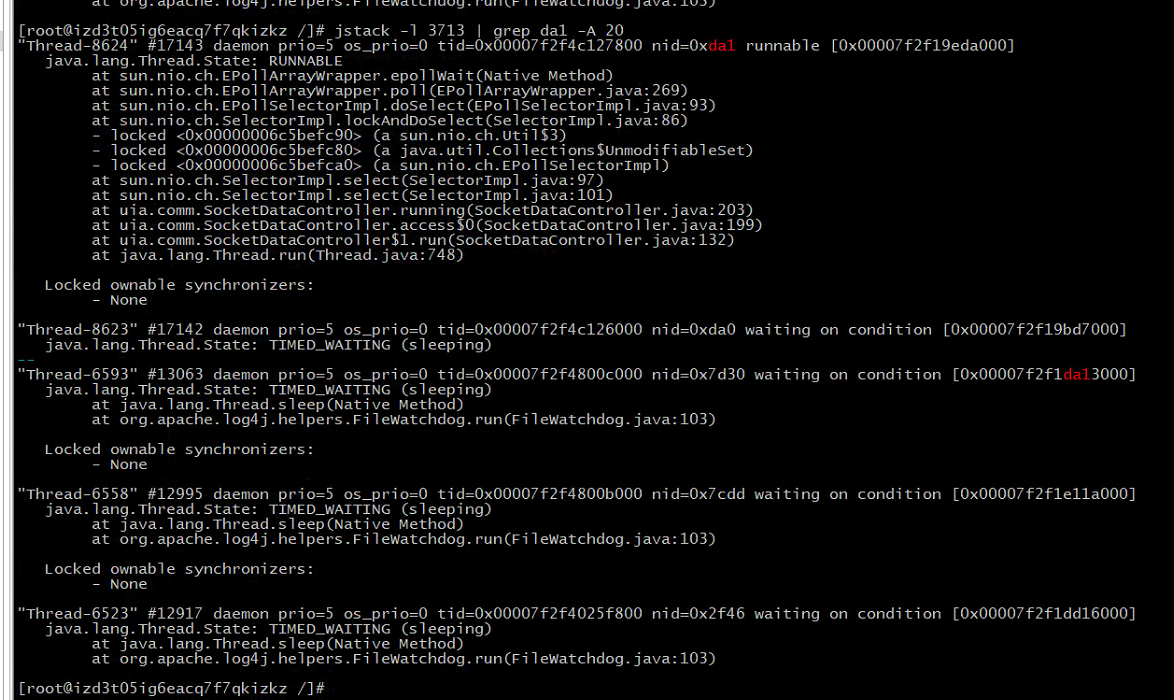 at org.apache.log4j.helpers.FileWatchdog.run(FileWatchdog.java:103)
[root@izd3t05ig6eacq7f7qkizkz /]# jstack -l 3713 | grep da1 -A 20
"Thread-8624" #17143 daemon prio=5 os_prio=0 tid=0x00007f2f4c127800 nid=0xda1 runnable [0x00007f2f19eda000]
java.lang.Thread.State: RUNNABLE
at sun.nio.ch.EPollArrayWrapper.epollWait(Native Method)
at sun.nio.ch.EPollArrayWrapper.poll(EPollArrayWrapper.java:269)
at sun.nio.ch.EPollSelectorImpl.doSelect(EPollSelectorImpl.java:93)
at sun.nio.ch.SelectorImpl.lockAndDoSelect(SelectorImpl.java:86)
- locked <0x00000006c5befc90> (a sun.nio.ch.Util$3)
- locked <0x00000006c5befc80> (a java.util.Collections$UnmodifiableSet)
- locked <0x00000006c5befca0> (a sun.nio.ch.EPollSelectorImpl)
at sun.nio.ch.SelectorImpl.select(SelectorImpl.java:97)
at sun.nio.ch.SelectorImpl.select(SelectorImpl.java:101)
at uia.comm.SocketDataController.running(SocketDataController.java:203)
at uia.comm.SocketDataController.access$0(SocketDataController.java:199)
at uia.comm.SocketDataController$1.run(SocketDataController.java:132)
at java.lang.Thread.run(Thread.java:748)
Locked ownable synchronizers:
- None
"Thread-8623" #17142 daemon prio=5 os_prio=0 tid=0x00007f2f4c126000 nid=0xda0 waiting on condition [0x00007f2f19bd7000]
java.lang.Thread.State: TIMED_WAITING (sleeping)
--
"Thread-6593" #13063 daemon prio=5 os_prio=0 tid=0x00007f2f4800c000 nid=0x7d30 waiting on condition [0x00007f2f1da13000]
java.lang.Thread.State: TIMED_WAITING (sleeping)
at java.lang.Thread.sleep(Native Method)
at org.apache.log4j.helpers.FileWatchdog.run(FileWatchdog.java:103)
Locked ownable synchronizers:
- None
"Thread-6558" #12995 daemon prio=5 os_prio=0 tid=0x00007f2f4800b000 nid=0x7cdd waiting on condition [0x00007f2f1e11a000]
java.lang.Thread.State: TIMED_WAITING (sleeping)
at java.lang.Thread.sleep(Native Method)
at org.apache.log4j.helpers.FileWatchdog.run(FileWatchdog.java:103)
Locked ownable synchronizers:
- None
"Thread-6523" #12917 daemon prio=5 os_prio=0 tid=0x00007f2f4025f800 nid=0x2f46 waiting on condition [0x00007f2f1dd16000]
java.lang.Thread.State: TIMED_WAITING (sleeping)
at java.lang.Thread.sleep(Native Method)
at org.apache.log4j.helpers.FileWatchdog.run(FileWatchdog.java:103)
[root@izd3t05ig6eacq7f7qkizkz /]#